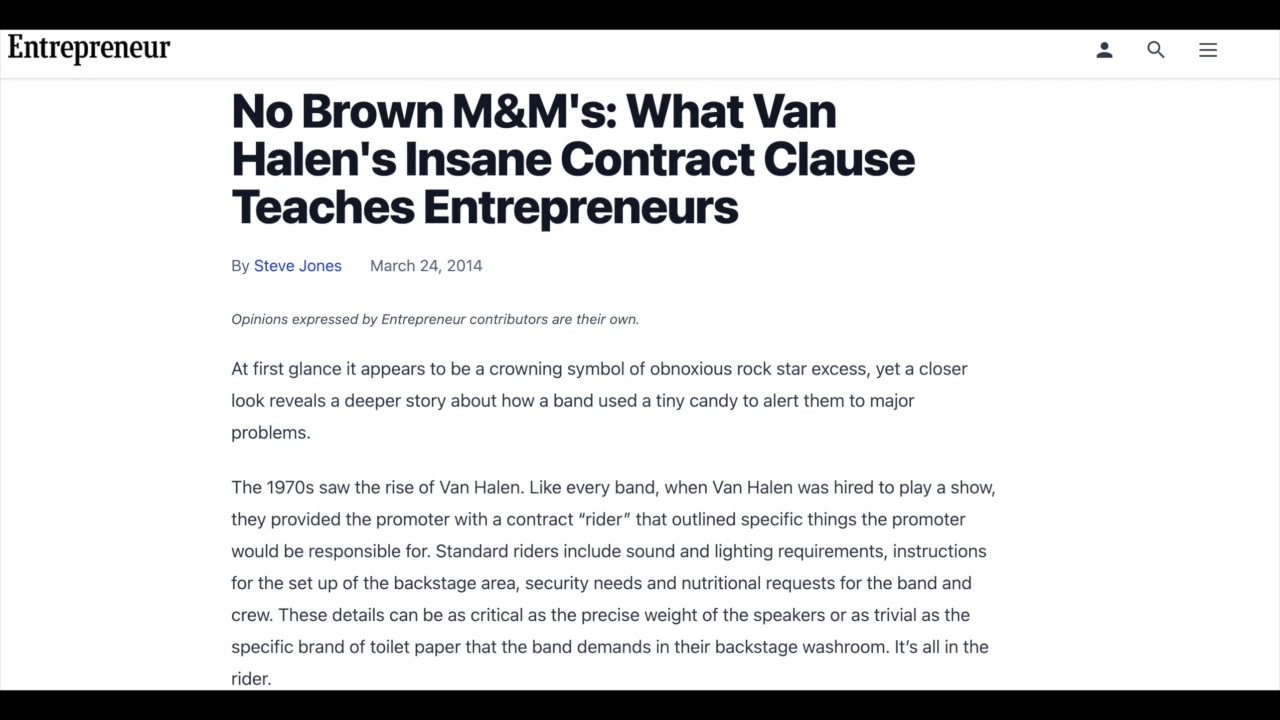 Entrepreneur
No Brown M&M's: What Van
Halen's Insane Contract Clause
Teaches Entrepreneurs
By Steve Jones March 24, 2014
Opinions expressed by Entrepreneur contributors are their own.
At first glance it appears to be a crowning symbol of obnoxious rock star excess, yet a closer
look reveals a deeper story about how a band used a tiny candy to alert them to major
problems.
The 1970s saw the rise of Van Halen. Like every band, when Van Halen was hired to play a show,
they provided the promoter with a contract “rider” that outlined specific things the promoter
would be responsible for. Standard riders include sound and lighting requirements, instructions
for the set up of the backstage area, security needs and nutritional requests for the band and
crew. These details can be as critical as the precise weight of the speakers or as trivial as the
specific brand of toilet paper that the band demands in their backstage washroom. It’s all in the
rider.